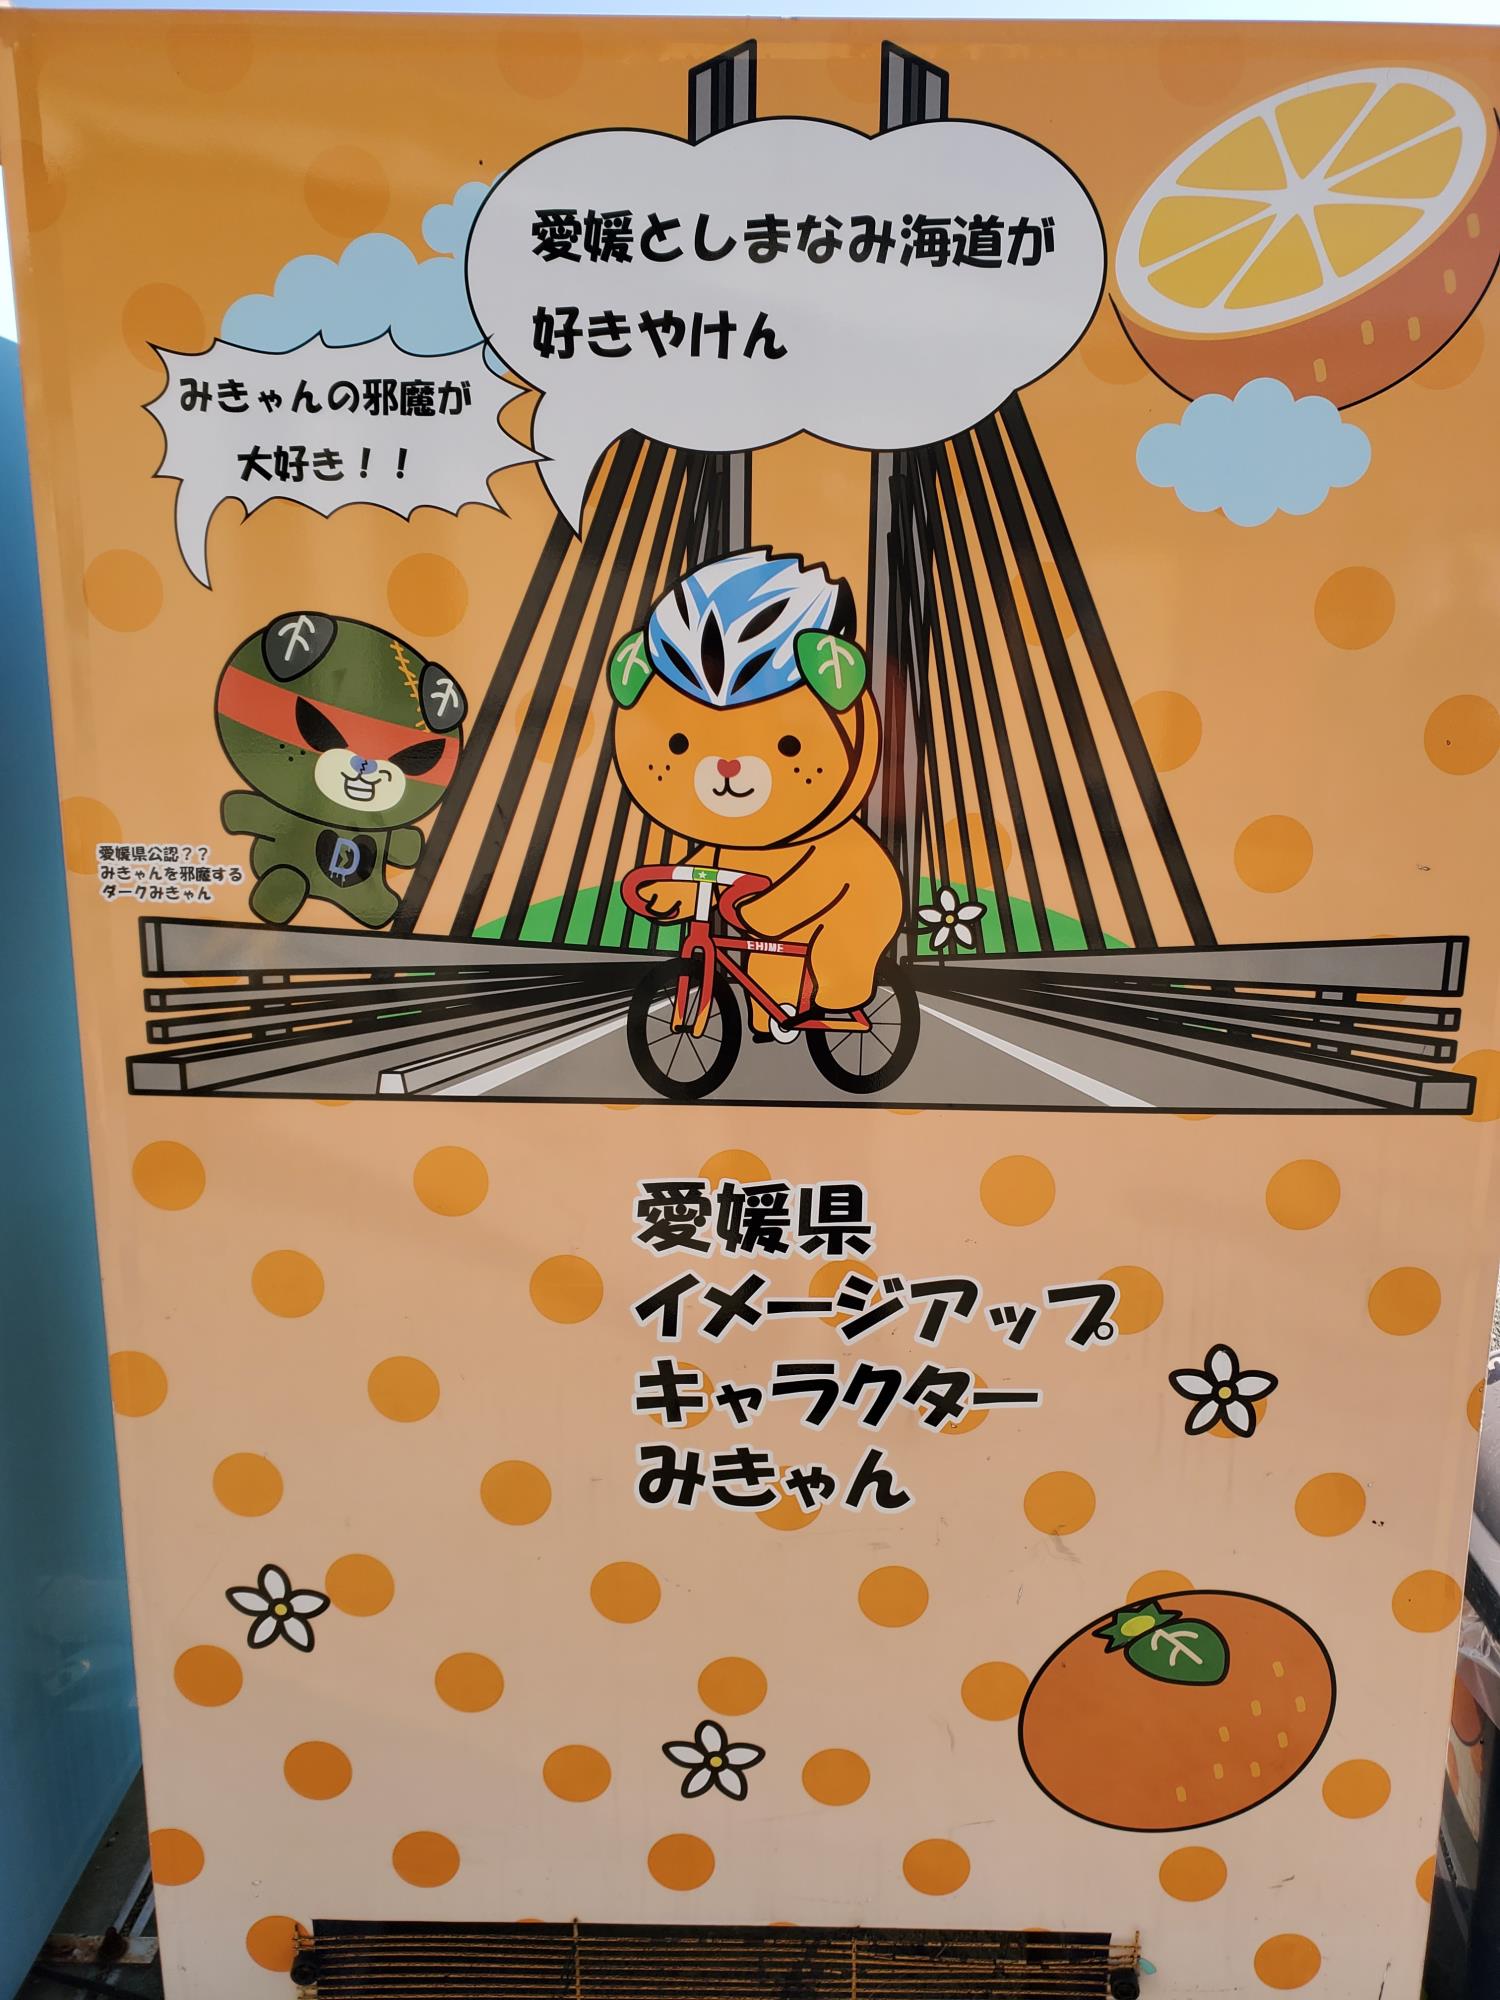 愛媛としまなみ海道が
好きやけん
みきゃんの邪魔が
大好き！！
愛媛県公認？？
みきゃんを邪魔する
ダークみきゃん
D
EHIME
愛媛県
イメージアップ
キャラクター
みきゃん